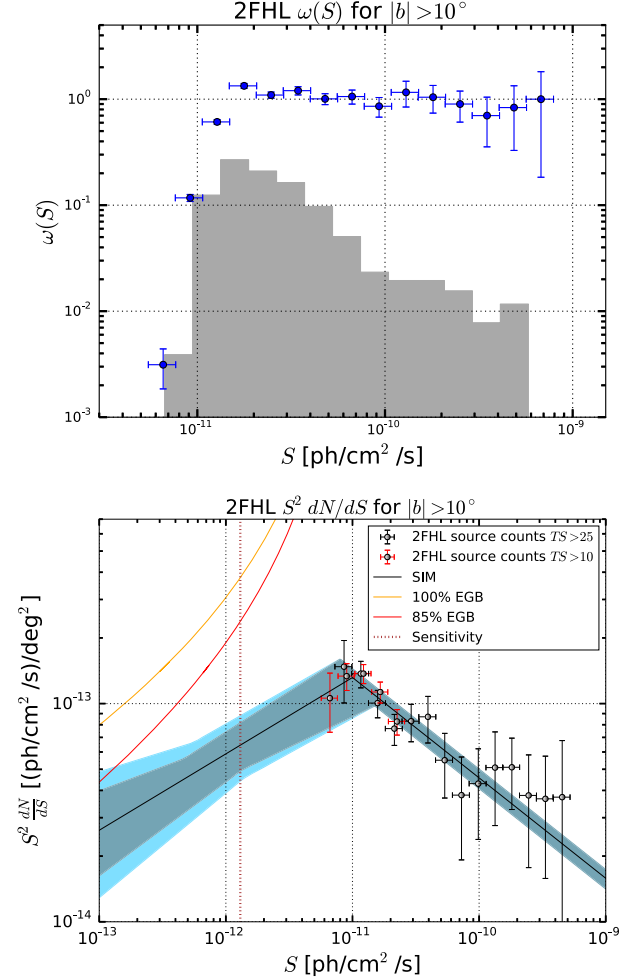 2FHL ω(S) for |b| >10°
10⁰
10⁻¹
10⁻²
10⁻³
ω(S)
10⁻¹¹ 10⁻¹⁰ 10⁻⁹
S [ph/cm² /s]
2FHL S² dN/dS for |b| >10°
2FHL source counts TS >25
2FHL source counts TS >10
SIM
100% EGB
85% EGB
Sensitivity
10⁻¹³
10⁻¹⁴
S² dN/dS [(ph/cm² /s)/deg²]
10⁻¹³ 10⁻¹² 10⁻¹¹ 10⁻¹⁰ 10⁻⁹
S [ph/cm² /s]